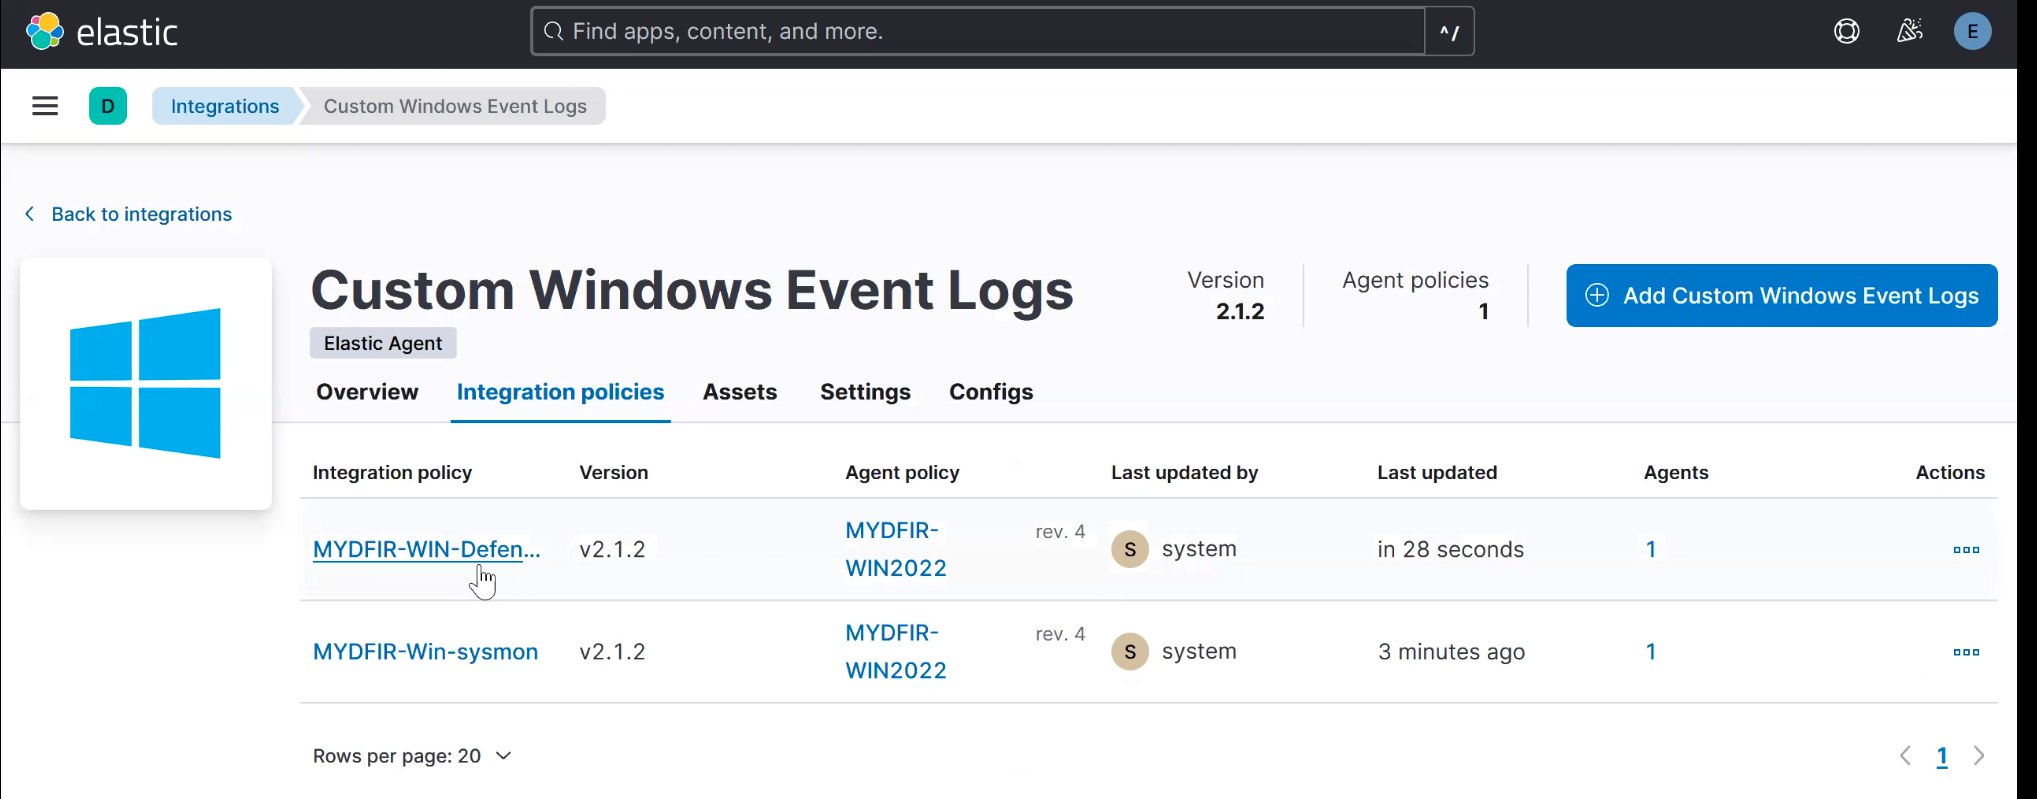 elastic
Find apps, content, and more.
^/
E
D
Integrations
Custom Windows Event Logs
Back to integrations
Custom Windows Event Logs
Elastic Agent
Version
2.1.2
Agent policies
1
Add Custom Windows Event Logs
Overview Integration policies Assets Settings Configs
Integration policy Version Agent policy Last updated by Last updated Agents Actions
MYDFIR-WIN-Defen... v2.1.2 MYDFIR-WIN2022 rev. 4 S system in 28 seconds 1
MYDFIR-Win-sysmon v2.1.2 MYDFIR-WIN2022 rev. 4 S system 3 minutes ago 1
Rows per page: 20
1